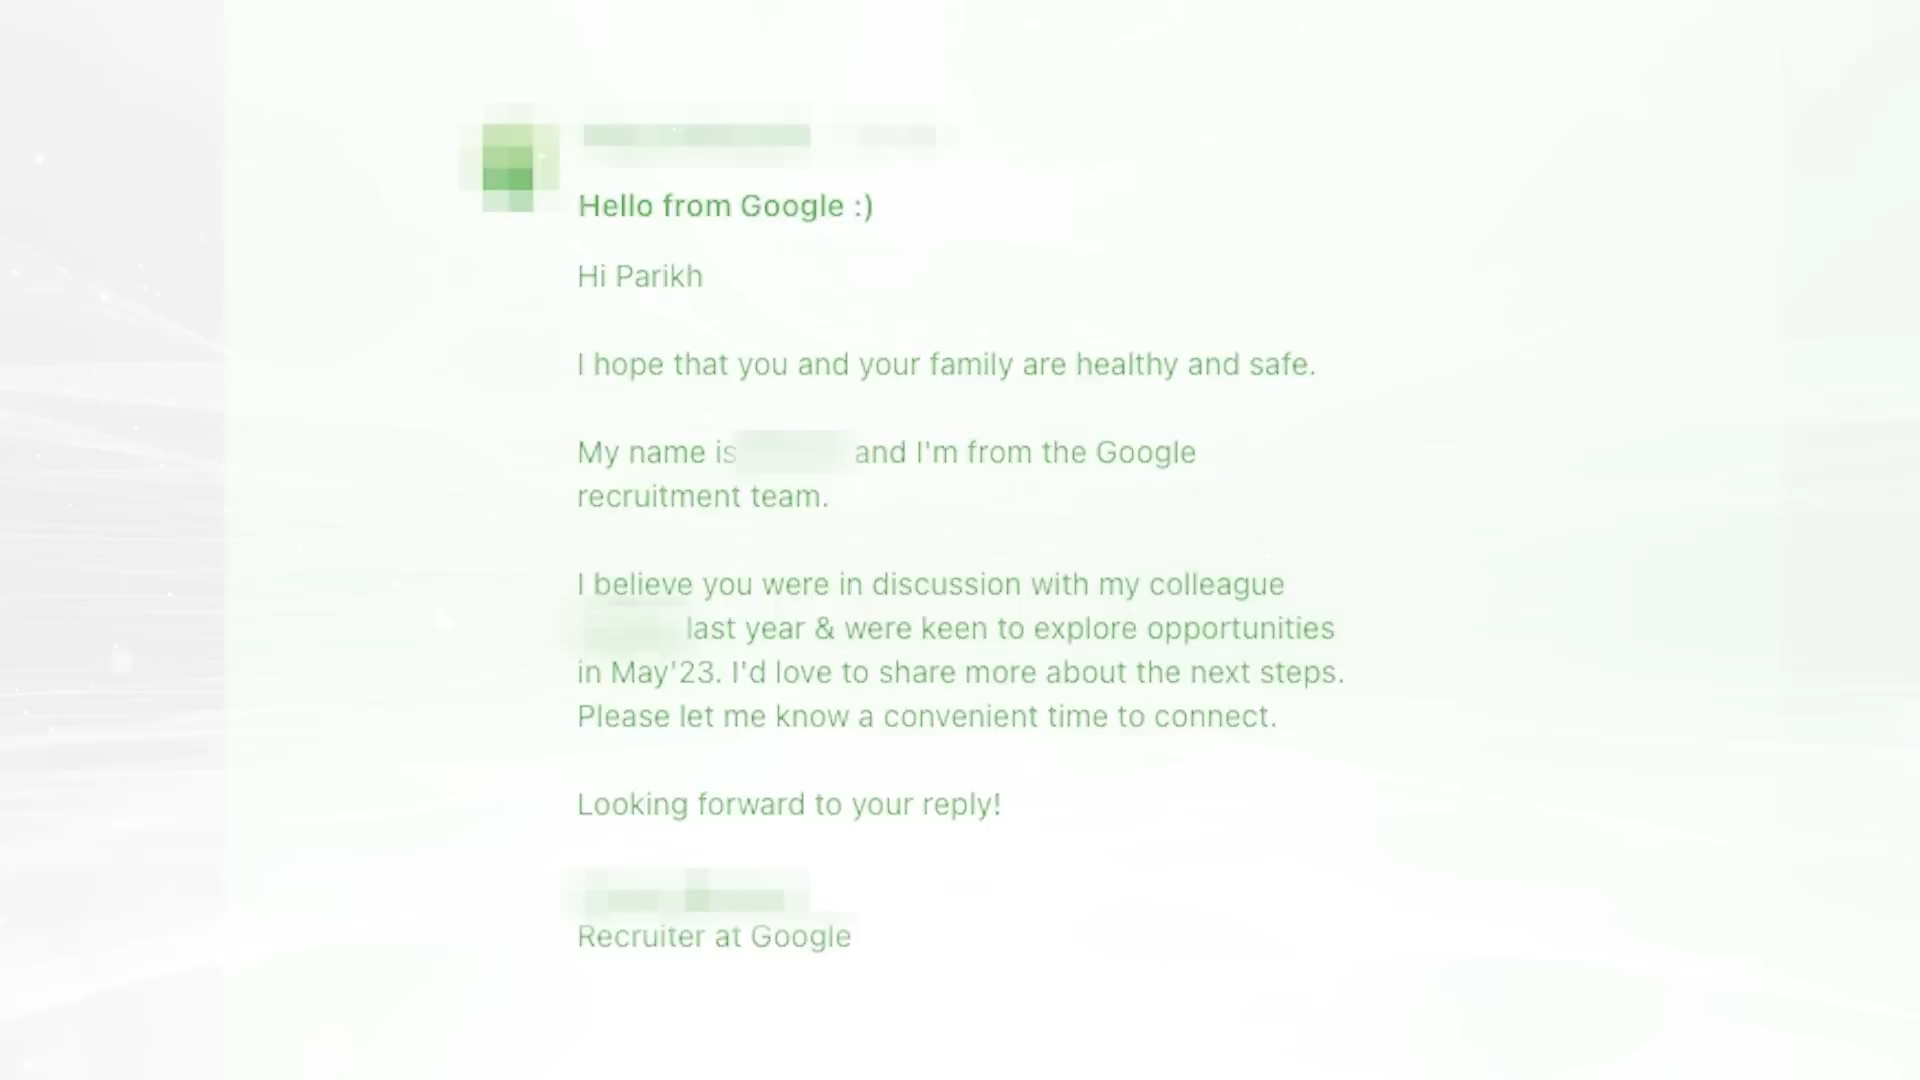 Hello from Google :)
Hi Parikh
I hope that you and your family are healthy and safe.
My name is and I'm from the Google
recruitment team.
I believe you were in discussion with my colleague
last year & were keen to explore opportunities
in May'23. I'd love to share more about the next steps.
Please let me know a convenient time to connect.
Looking forward to your reply!
Recruiter at Google